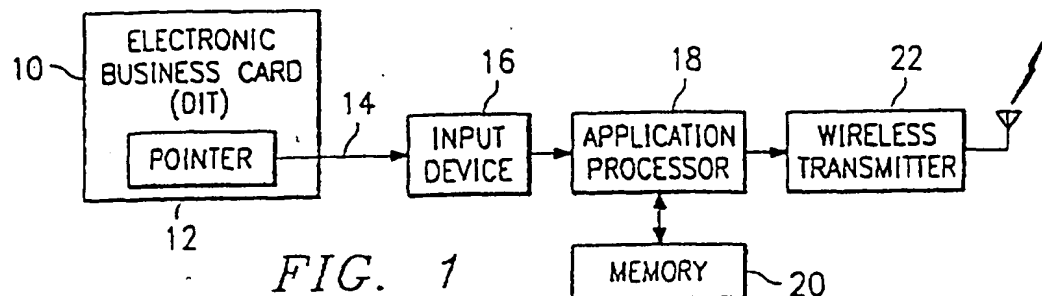 10
ELECTRONIC
BUSINESS CARD
(DIT)
POINTER
12
14
16
INPUT
DEVICE
18
APPLICATION
PROCESSOR
22
WIRELESS
TRANSMITTER
MEMORY
20
FIG. 1